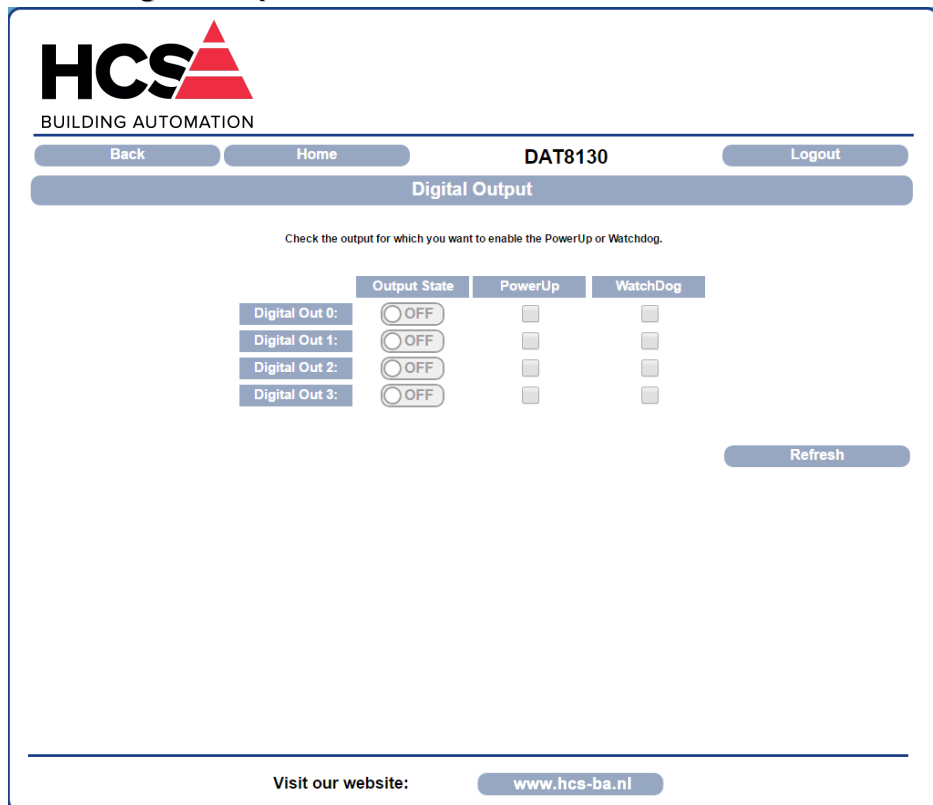 HCS
BUILDING AUTOMATION
Back Home DAT8130 Logout
Digital Output
Check the output for which you want to enable the PowerUp or Watchdog.
Output State PowerUp WatchDog
Digital Out 0: OFF
Digital Out 1: OFF
Digital Out 2: OFF
Digital Out 3: OFF
Refresh
Visit our website: www.hcs-ba.nl